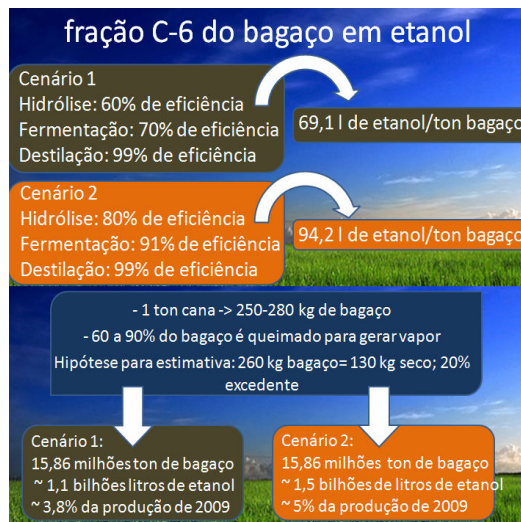 fração C-6 do bagaço em etanol
Cenário 1
Hidrólise: 60% de eficiência
Fermentação: 70% de eficiência
Destilação: 99% de eficiência
69,1 l de etanol/ton bagaço
Cenário 2
Hidrólise: 80% de eficiência
Fermentação: 91% de eficiência
Destilação: 99% de eficiência
94,2 l de etanol/ton bagaço
- 1 ton cana -> 250-280 kg de bagaço
- 60 a 90% do bagaço é queimado para gerar vapor
Hipótese para estimativa: 260 kg bagaço= 130 kg seco; 20%
excedente
Cenário 1:
15,86 milhões ton de bagaço
~ 1,1 bilhões litros de etanol
~ 3,8% da produção de 2009
Cenário 2:
15,86 milhões ton de bagaço
~ 1,5 bilhões de litros de etanol
~ 5% da produção de 2009